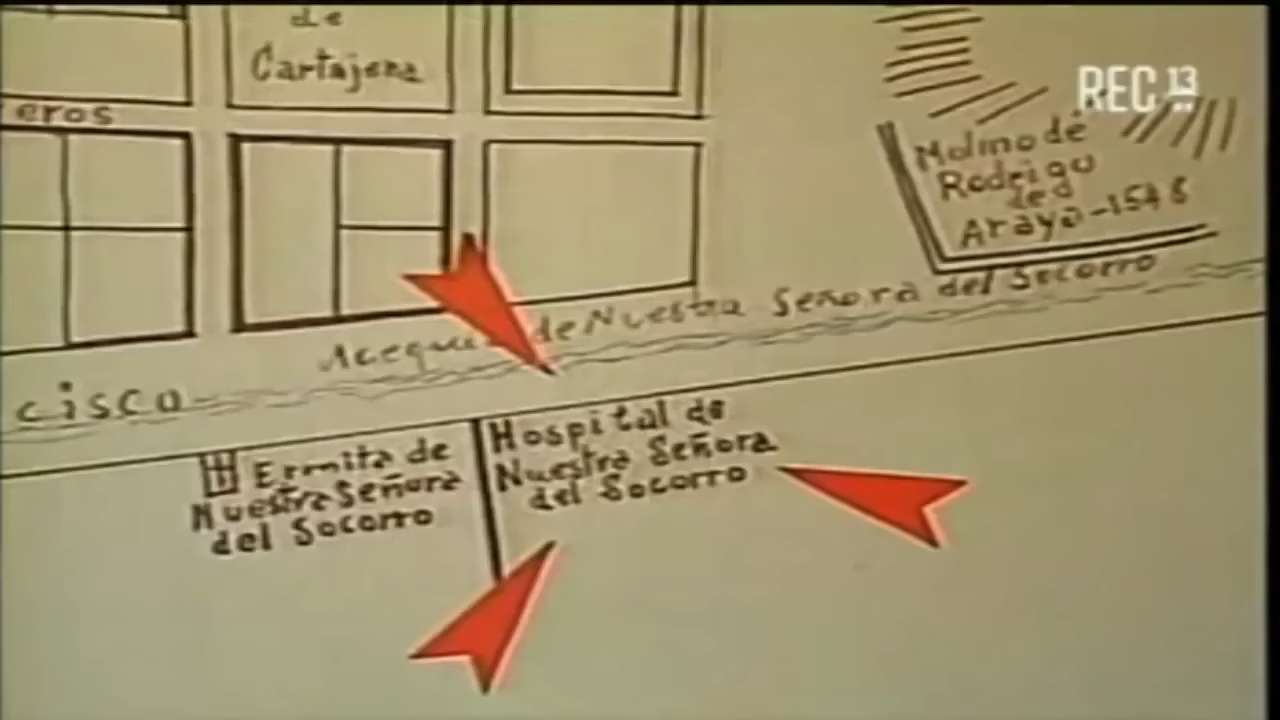 de
Cartajena
REC 13
eros
Molino de
Rodrigo
de
Araya-1548
Acequia de Nuestra Señora del Socorro
cisco
Ermita de
Nuestra Señora
del Socorro
Hospital de
Nuestra Señora
del Socorro